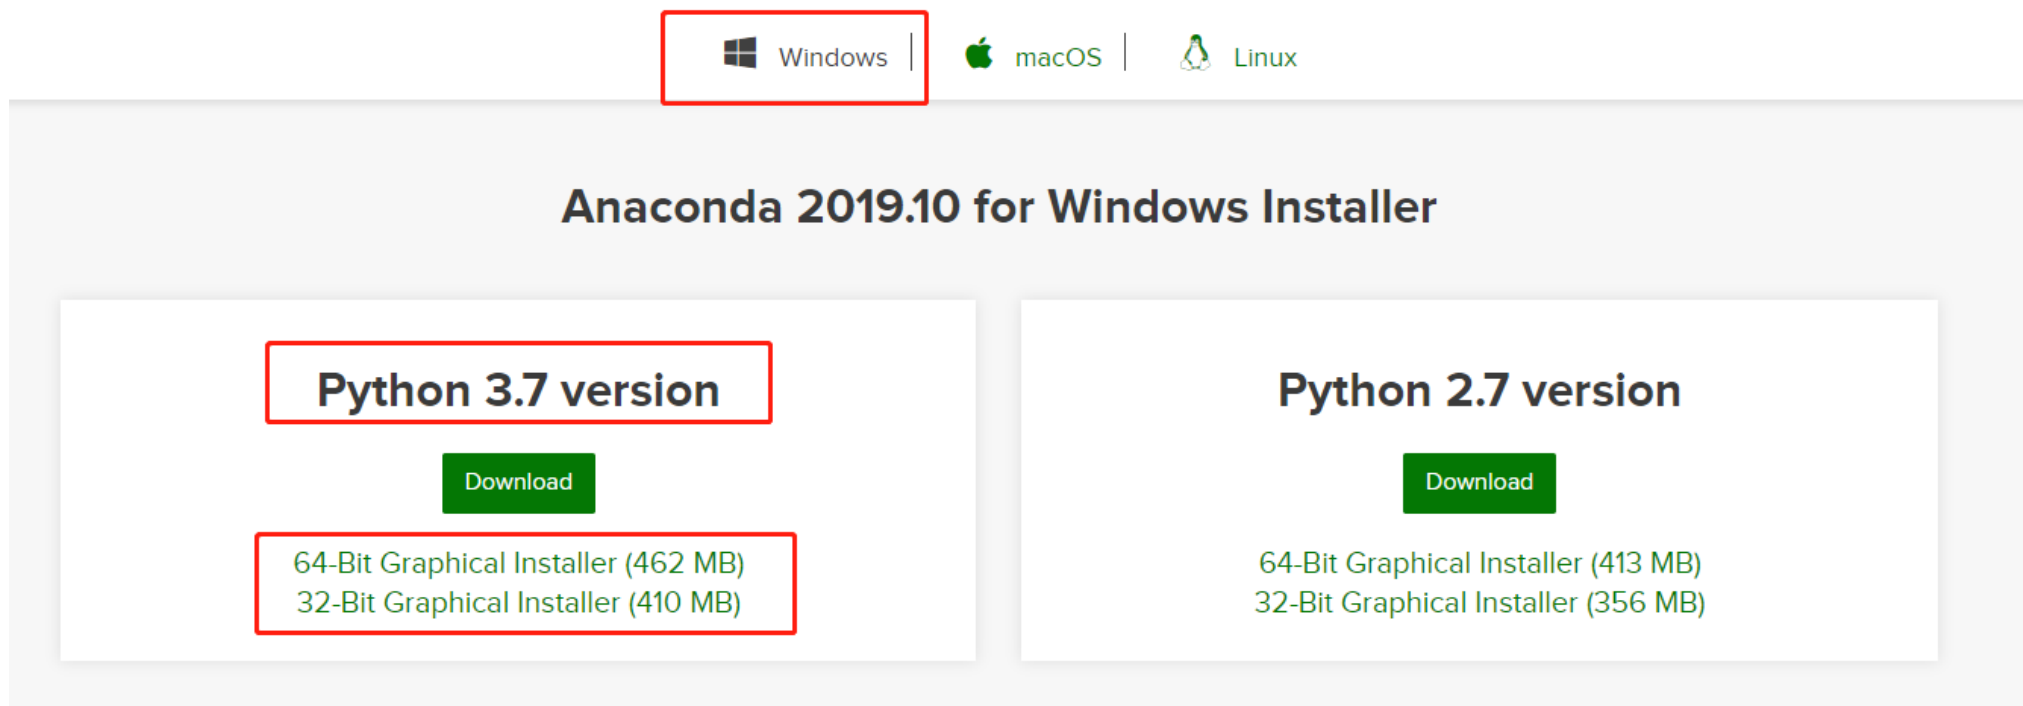 Windows | macOS | Linux
Anaconda 2019.10 for Windows Installer
Python 3.7 version
Download
64-Bit Graphical Installer (462 MB)
32-Bit Graphical Installer (410 MB)
Python 2.7 version
Download
64-Bit Graphical Installer (413 MB)
32-Bit Graphical Installer (356 MB)